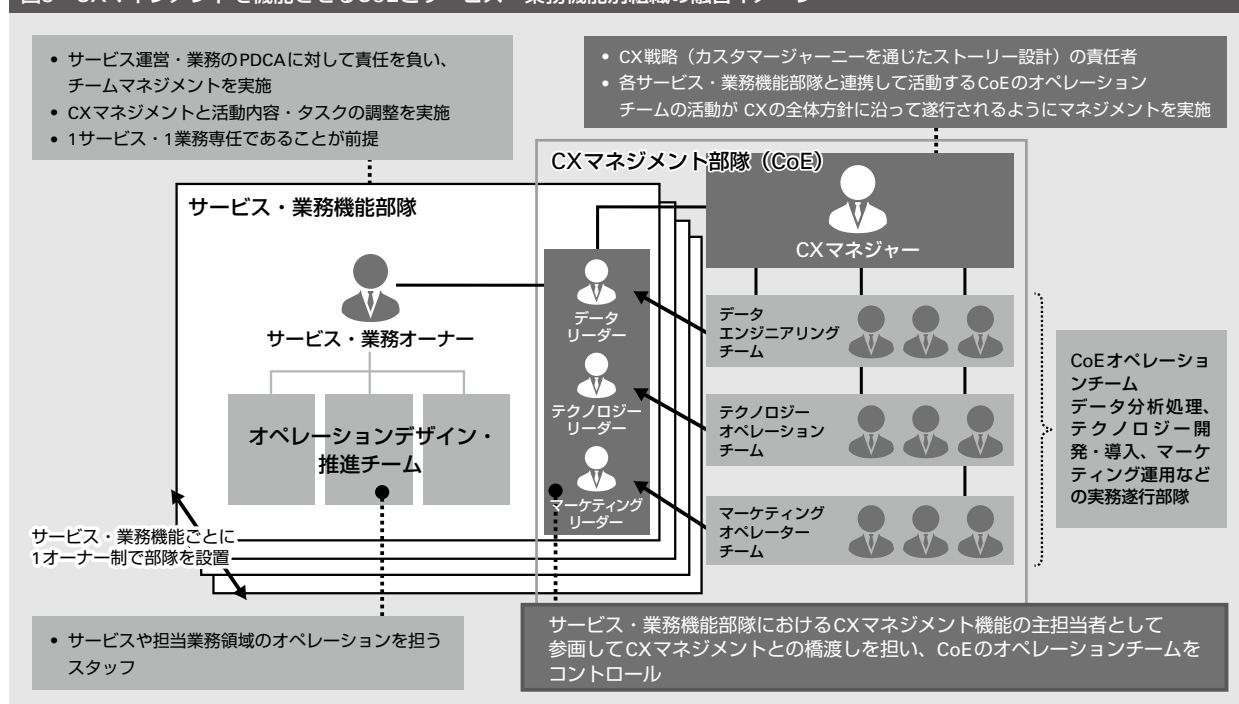 • サービス運営・業務のPDCAに対して責任を負い、
チームマネジメントを実施
• CXマネジメントと活動内容・タスクの調整を実施
• 1サービス・1業務専任であることが前提
• CX戦略（カスタマージャーニーを通じたストーリー設計）の責任者
• 各サービス・業務機能部隊と連携して活動するCoEのオペレーション
チームの活動が CXの全体方針に沿って遂行されるようにマネジメントを実施
CXマネジメント部隊（CoE）
サービス・業務機能部隊
CXマネジャー
サービス・業務オーナー
オペレーションデザイン・
推進チーム
データ
リーダー
テクノロジー
リーダー
マーケティング
リーダー
データ
エンジニアリング
チーム
テクノロジー
オペレーション
チーム
マーケティング
オペレーター
チーム
CoEオペレーショ
ンチーム
データ分析処理、
テクノロジー開
発・導入、マーケ
ティング運用など
の実務遂行部隊
サービス・業務機能ごとに
1オーナー制で部隊を設置
• サービスや担当業務領域のオペレーションを担う
スタッフ
サービス・業務機能部隊におけるCXマネジメント機能の主担当者として
参画してCXマネジメントとの橋渡しを担い、CoEのオペレーションチームを
コントロール